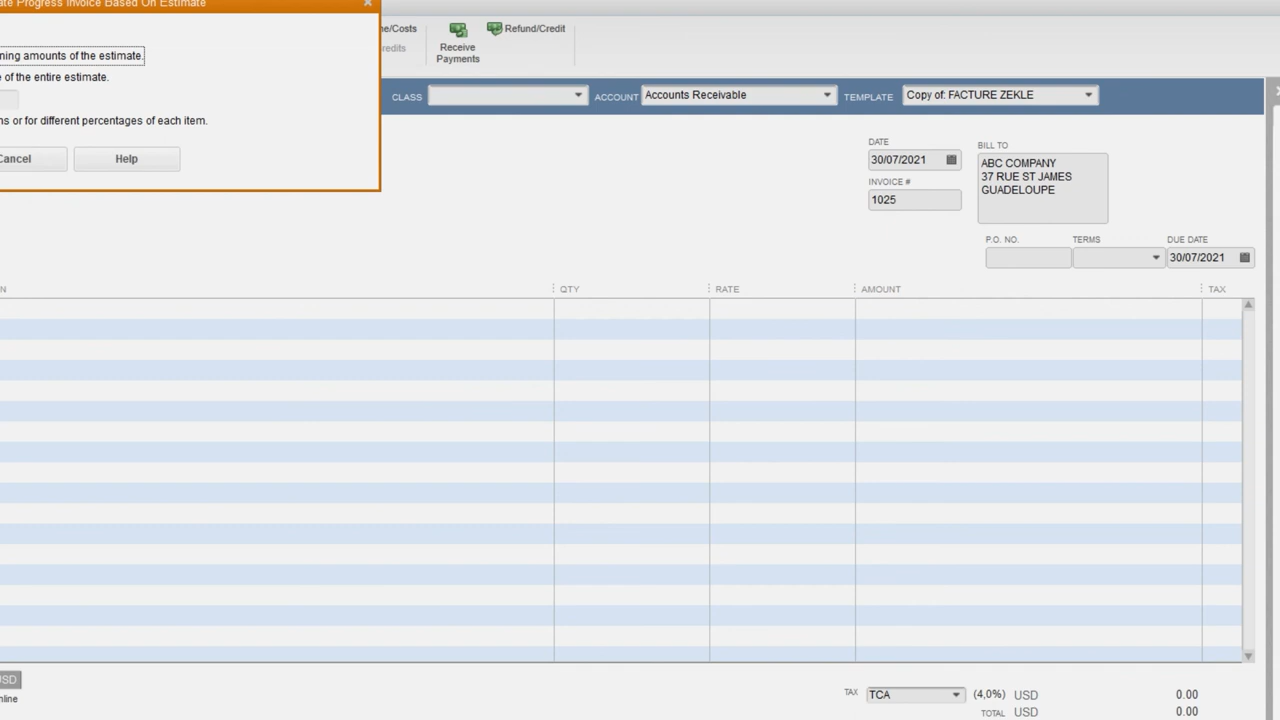 Progress Invoice Based On Estimate
amounts of the estimate.
of the entire estimate.
or for different percentages of each item.
Cancel
Help
Receive
Payments
Refund/Credit
CLASS
ACCOUNT
Accounts Receivable
TEMPLATE
Copy of: FACTURE ZEKLE
DATE
30/07/2021
INVOICE #
1025
BILL TO
ABC COMPANY
37 RUE ST JAMES
GUADELOUPE
P.O. NO.
TERMS
DUE DATE
30/07/2021
QTY
RATE
AMOUNT
TAX
USD
TAX
TCA
(4,0%)
USD
0.00
TOTAL
USD
0.00